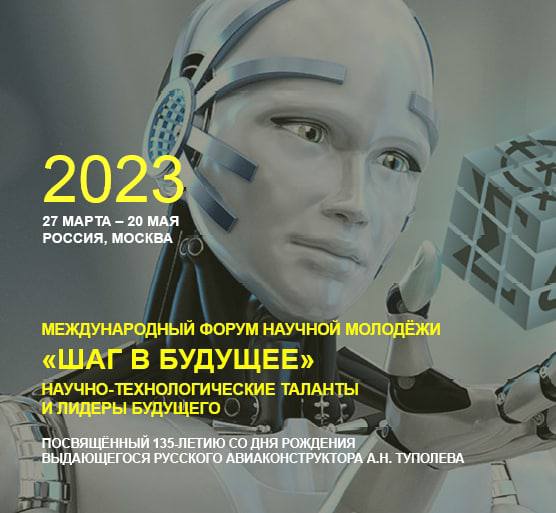 2023
27 МАРТА – 20 МАЯ
РОССИЯ, МОСКВА
МЕЖДУНАРОДНЫЙ ФОРУМ НАУЧНОЙ МОЛОДЁЖИ
«ШАГ В БУДУЩЕЕ»
НАУЧНО-ТЕХНОЛОГИЧЕСКИЕ ТАЛАНТЫ
И ЛИДЕРЫ БУДУЩЕГО
ПОСВЯЩЁННЫЙ 135-ЛЕТИЮ СО ДНЯ РОЖДЕНИЯ
ВЫДАЮЩЕГОСЯ РУССКОГО АВИАКОНСТРУКТОРА А.Н. ТУПОЛЕВА